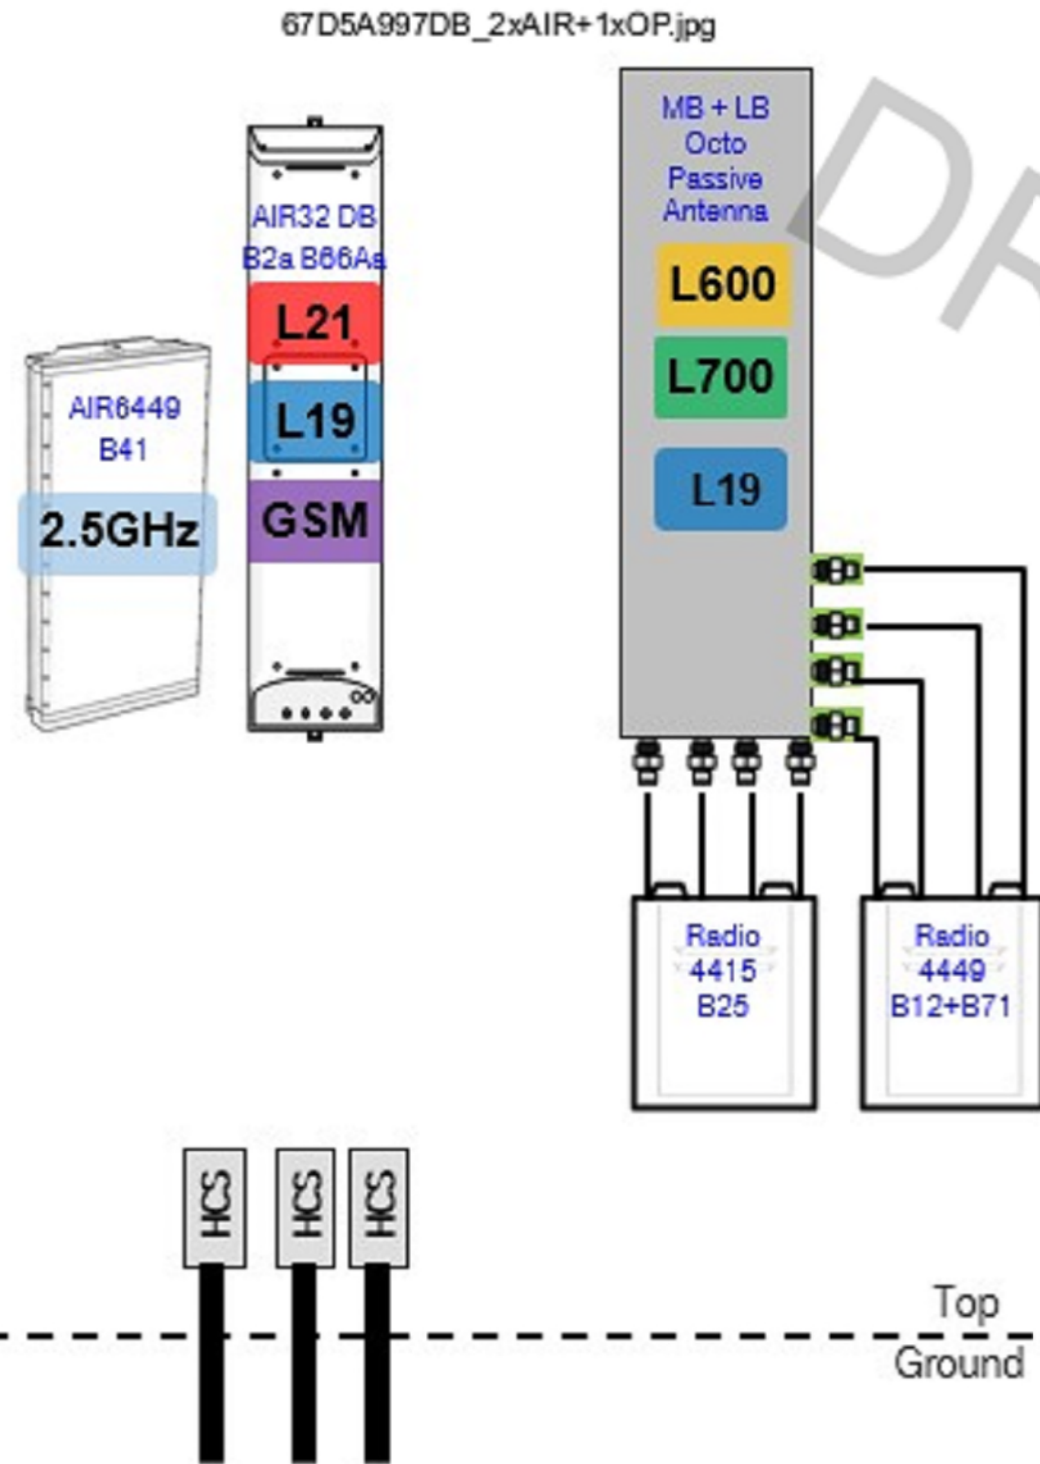 67D5A997DB_2xAIR+1xOP.jpg
MB + LB
Octo
Passive
Antenna
AIR32 DB
B2a B66Aa
L600
L21
L700
AIR6449
B41
L19
L19
2.5GHz
GSM
Radio
4415
B25
Radio
4449
B12+B71
HCS
HCS
HCS
Top
Ground